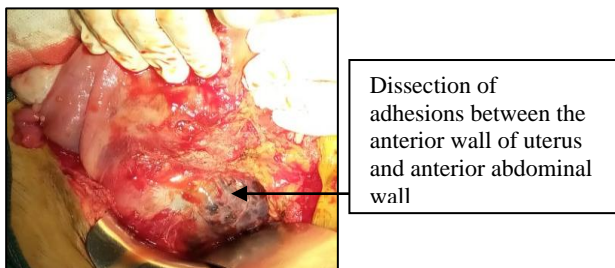 Dissection of
adhesions between the
anterior wall of uterus
and anterior abdominal
wall